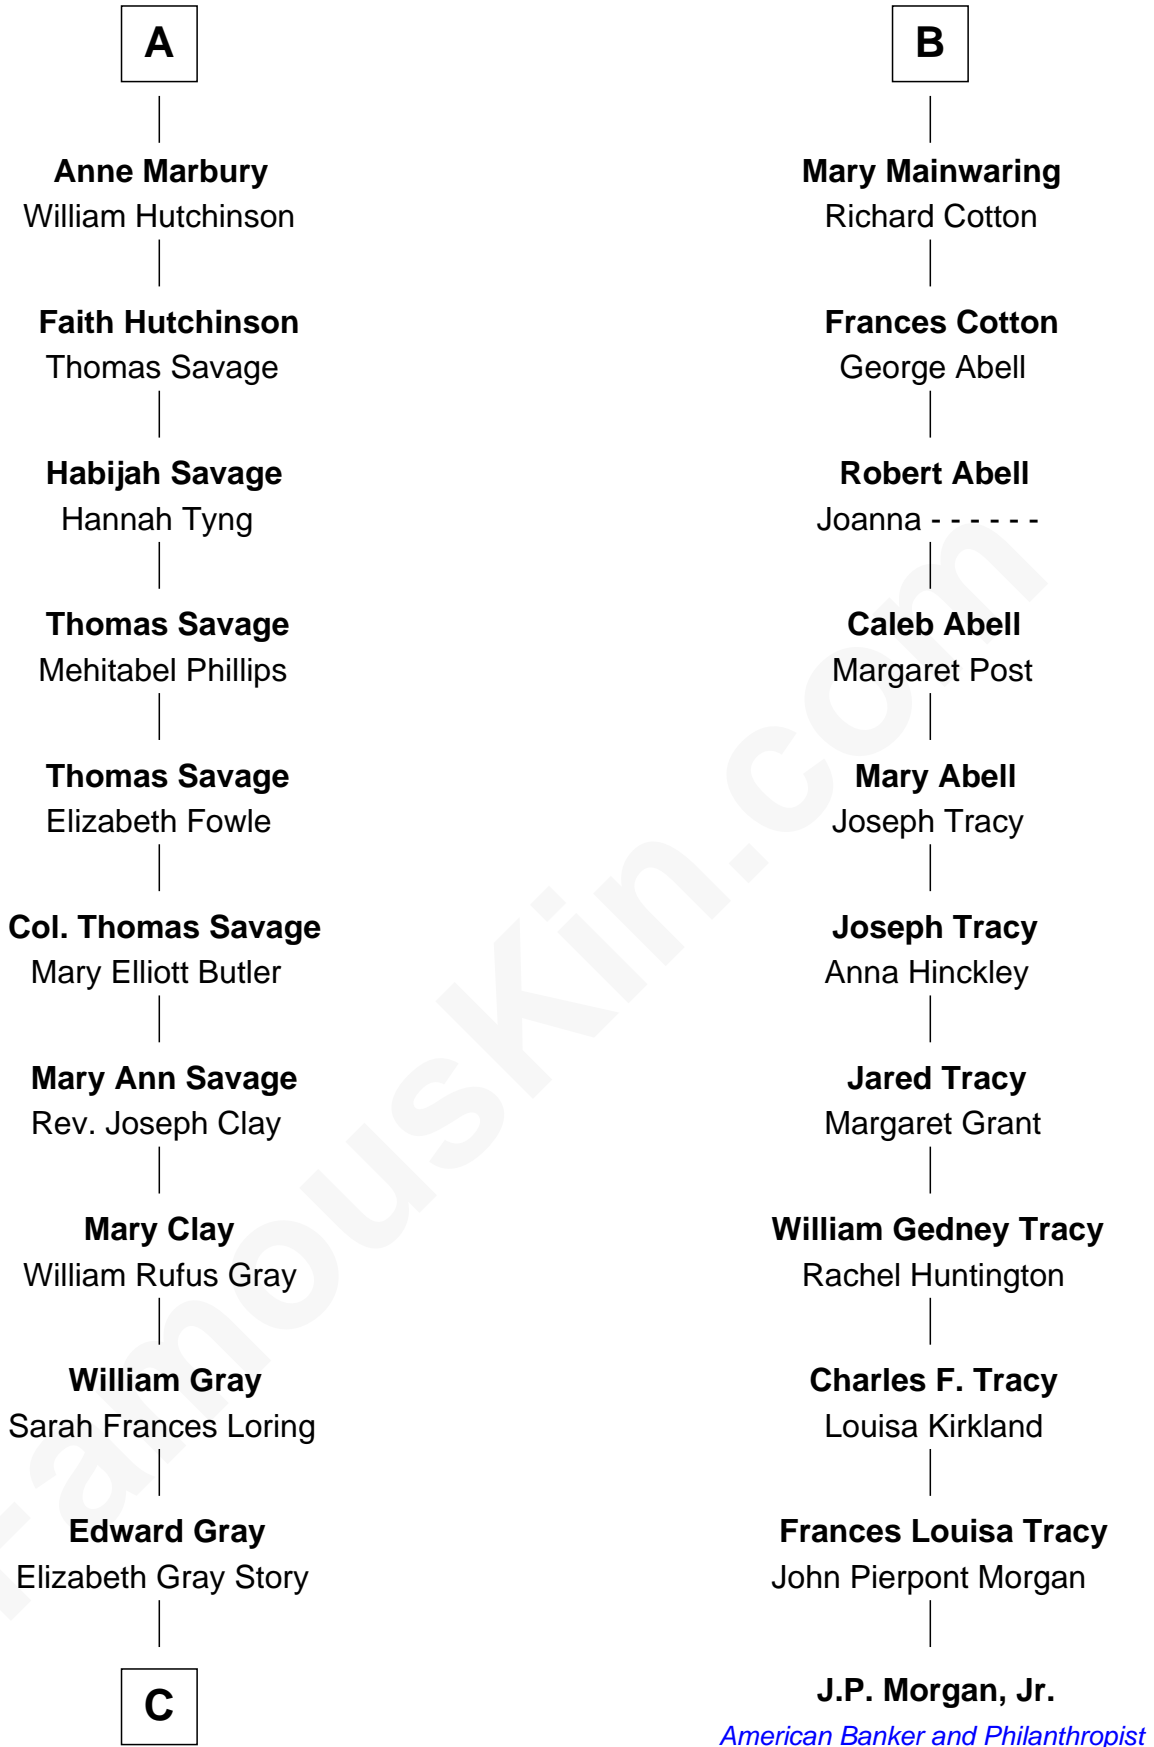 A
Anne Marbury
William Hutchinson
Faith Hutchinson
Thomas Savage
Habijah Savage
Hannah Tyng
Thomas Savage
Mehitabel Phillips
Thomas Savage
Elizabeth Fowle
Col. Thomas Savage
Mary Elliott Butler
Mary Ann Savage
Rev. Joseph Clay
Mary Clay
William Rufus Gray
William Gray
Sarah Frances Loring
Edward Gray
Elizabeth Gray Story
C
B
Mary Mainwaring
Richard Cotton
Frances Cotton
George Abell
Robert Abell
Joanna - - - - - -
Caleb Abell
Margaret Post
Mary Abell
Joseph Tracy
Joseph Tracy
Anna Hinckley
Jared Tracy
Margaret Grant
William Gedney Tracy
Rachel Huntington
Charles F. Tracy
Louisa Kirkland
Frances Louisa Tracy
John Pierpont Morgan
J.P. Morgan, Jr.
American Banker and Philanthropist
FamousKin.com